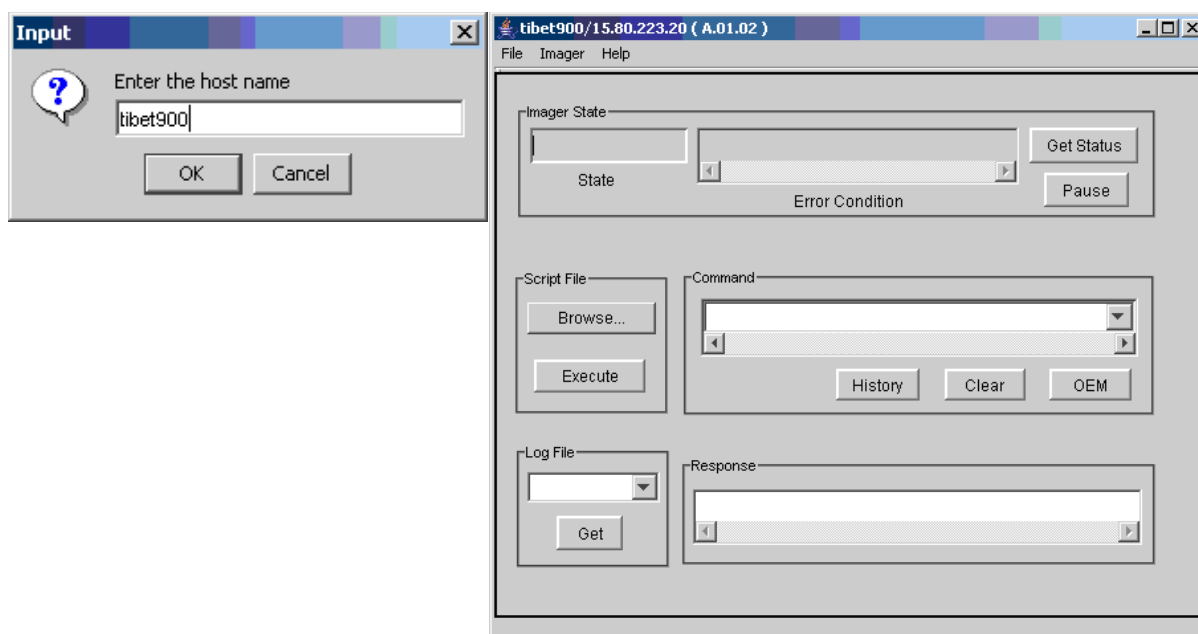 Input
Enter the host name
tibet900
OK Cancel
tibet900/15.80.223.20 ( A.01.02 )
File Imager Help
Imager State
Get Status
State
Pause
Error Condition
Script File
Browse...
Execute
Command
History Clear OEM
Log File
Get
Response